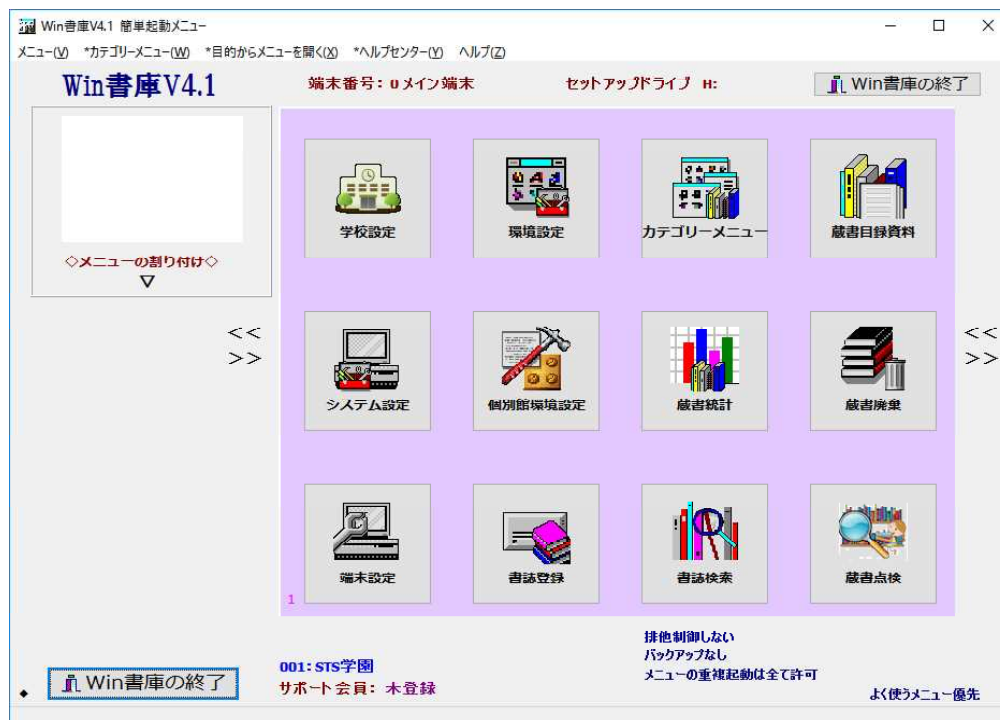 Win書庫V4.1 簡単起動メニュー
メニュー(V) *カテゴリーメニュー(W) *目的からメニューを開く(X) *ヘルプセンター(Y) ヘルプ(Z)
Win書庫V4.1 端末番号: 0メイン端末 セットアップドライブ H: Win書庫の終了
◇メニューの割り付け◇
▽
学校設定 環境設定 カテゴリーメニュー 蔵書目録資料
<< <<
>> >>
システム設定 個別館環境設定 蔵書統計 蔵書廃棄
端末設定 書誌登録 書誌検索 蔵書点検
1
排他制御しない
バックアップなし
メニューの重複起動は全て許可
001: STS学園
サポート会員: 未登録
Win書庫の終了
よく使うメニュー優先